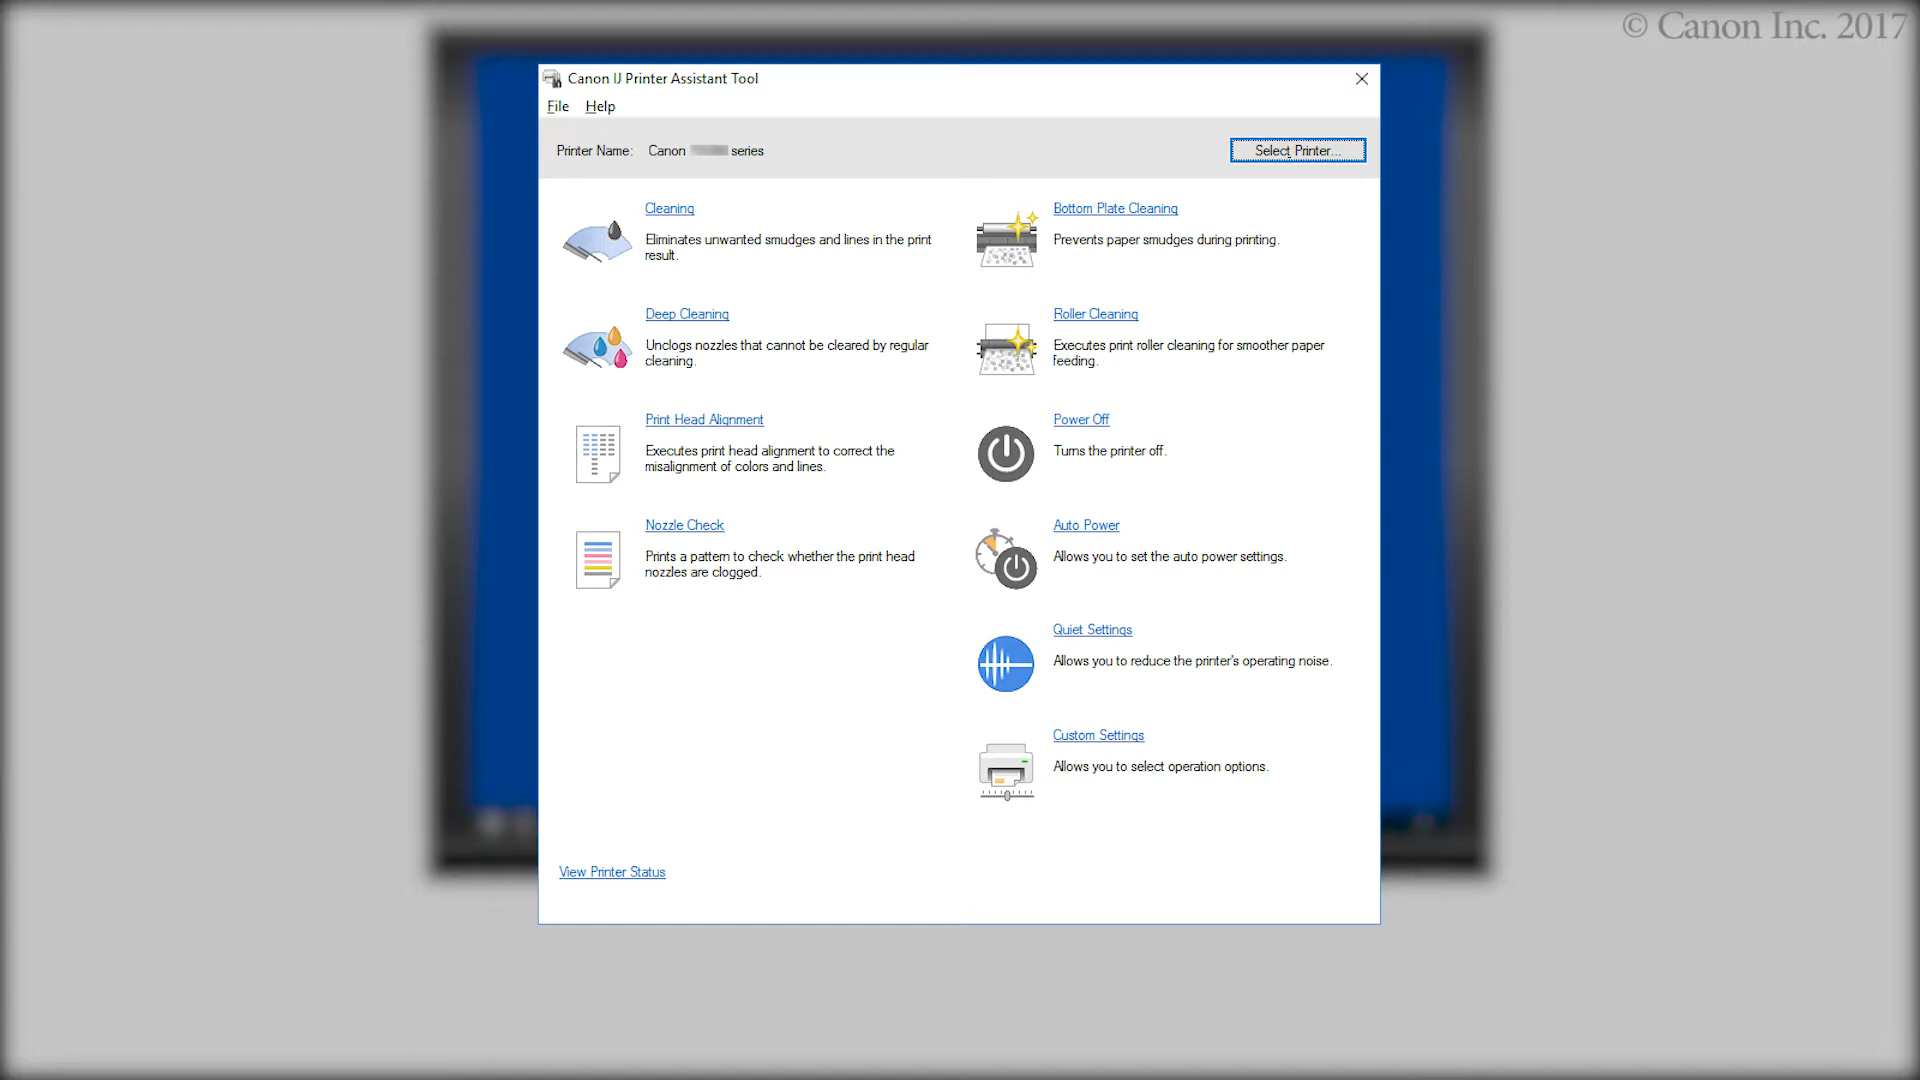 © Canon Inc. 2017
Canon IJ Printer Assistant Tool
File Help
Printer Name: Canon series
Select Printer...
Cleaning
Eliminates unwanted smudges and lines in the print
result.
Deep Cleaning
Unclogs nozzles that cannot be cleared by regular
cleaning.
Print Head Alignment
Executes print head alignment to correct the
misalignment of colors and lines.
Nozzle Check
Prints a pattern to check whether the print head
nozzles are clogged.
Bottom Plate Cleaning
Prevents paper smudges during printing.
Roller Cleaning
Executes print roller cleaning for smoother paper
feeding.
Power Off
Turns the printer off.
Auto Power
Allows you to set the auto power settings.
Quiet Settings
Allows you to reduce the printer's operating noise.
Custom Settings
Allows you to select operation options.
View Printer Status